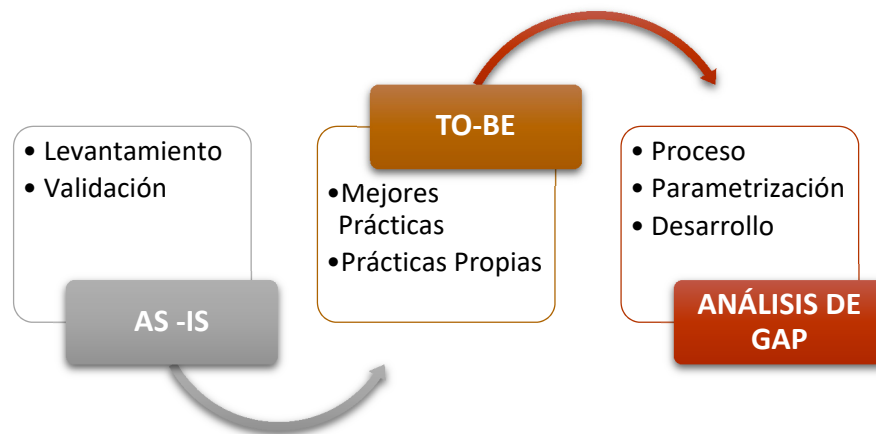 • Levantamiento
• Validación
AS -IS
TO-BE
•Mejores
Prácticas
•Prácticas Propias
• Proceso
• Parametrización
• Desarrollo
ANÁLISIS DE
GAP